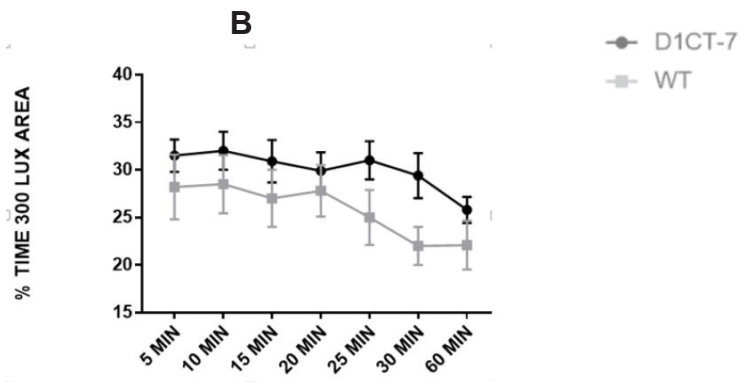 B
D1CT-7
WT
% TIME 300 LUX AREA
40
35
30
25
20
15
5 MIN
10 MIN
15 MIN
20 MIN
25 MIN
30 MIN
60 MIN